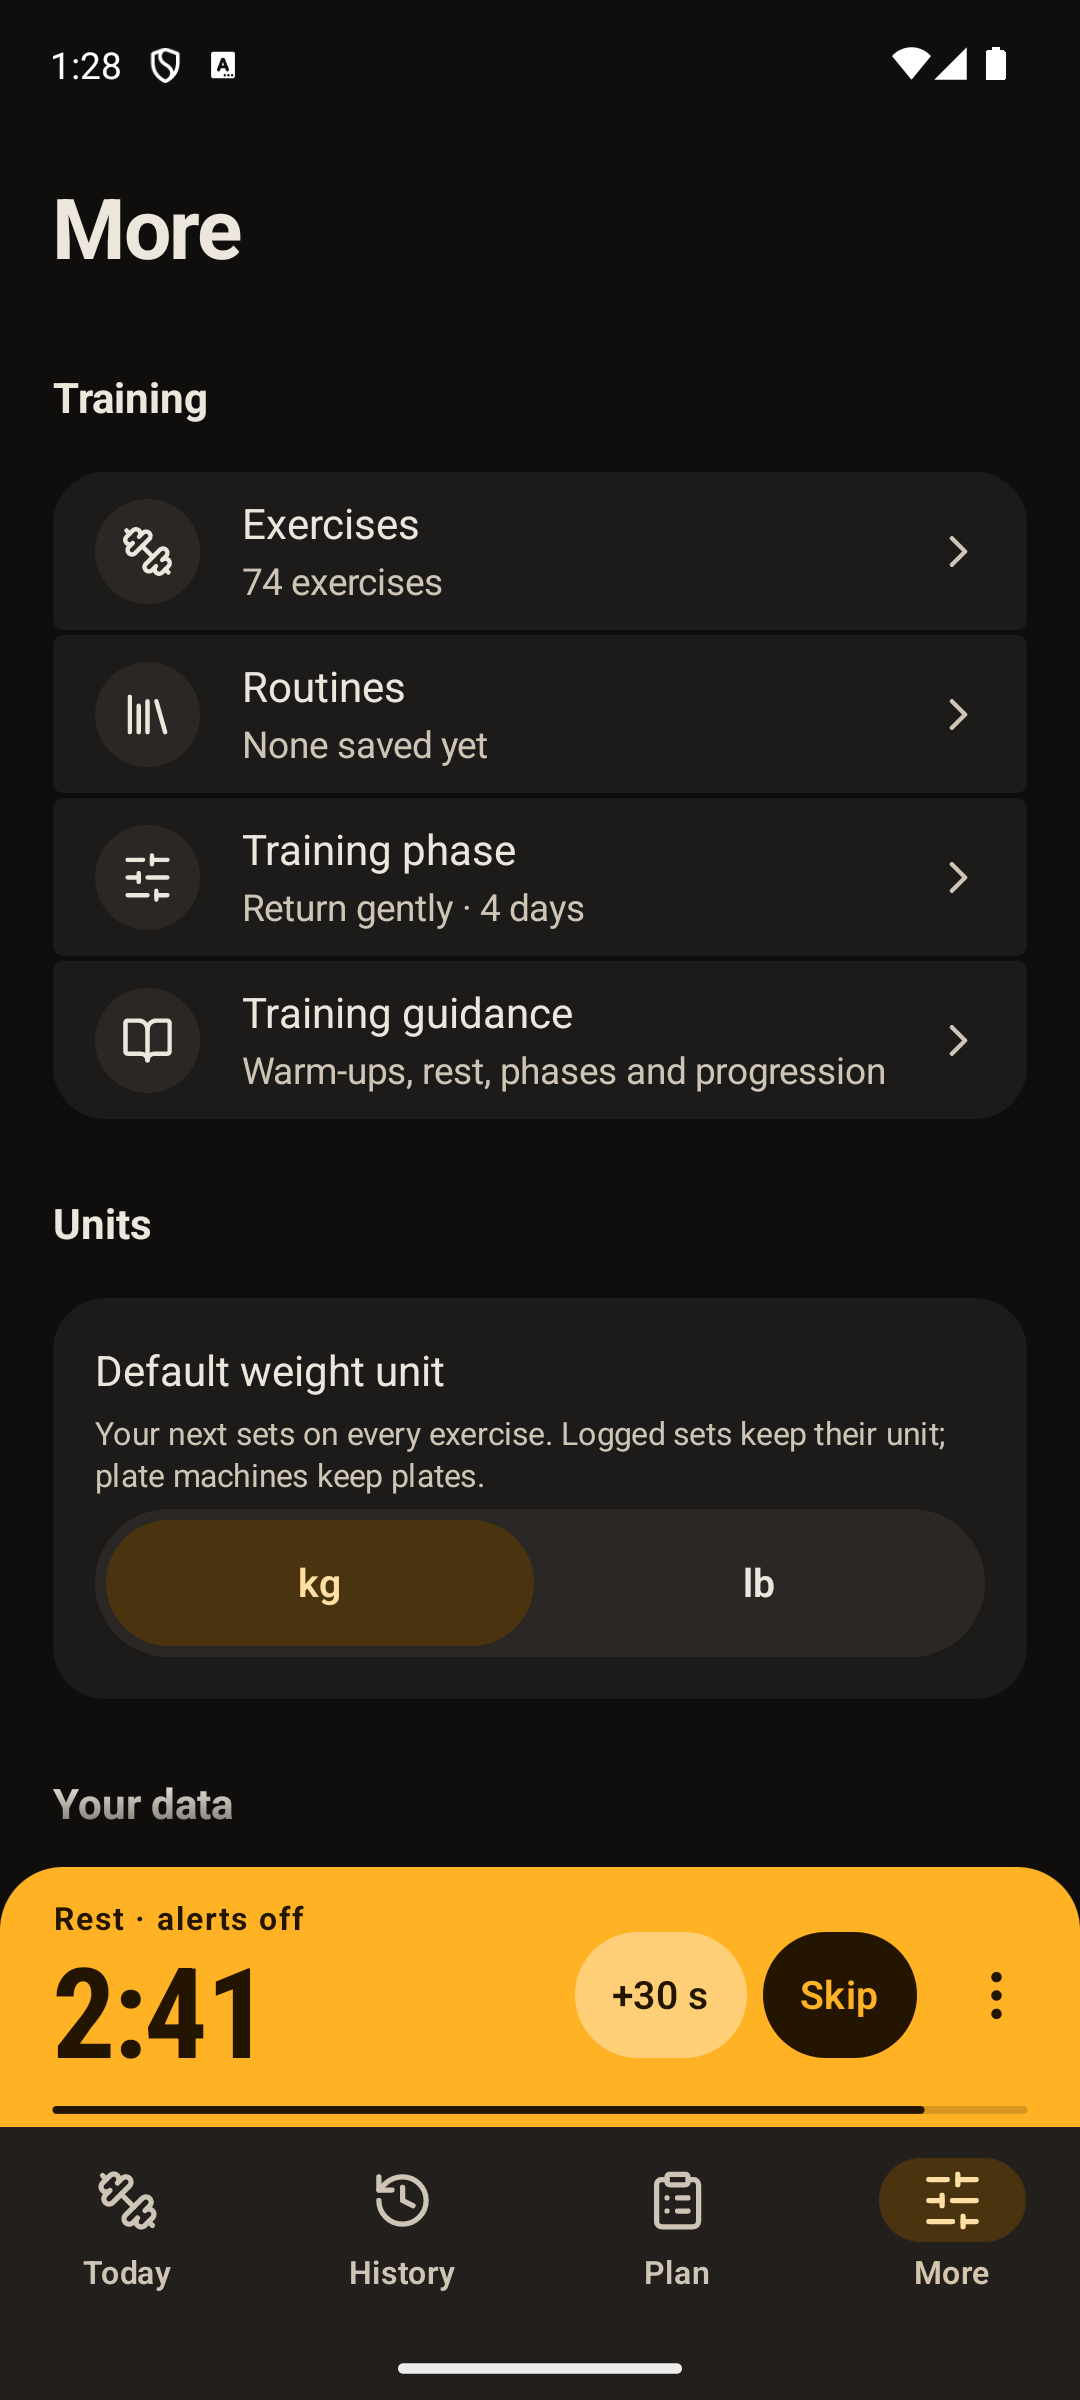 1:28
More
Training
Exercises
74 exercises
Routines
None saved yet
Training phase
Return gently · 4 days
Training guidance
Warm-ups, rest, phases and progression
Units
Default weight unit
Your next sets on every exercise. Logged sets keep their unit;
plate machines keep plates.
kg
lb
Your data
Rest · alerts off
2:41
+30 s
Skip
Today
History
Plan
More